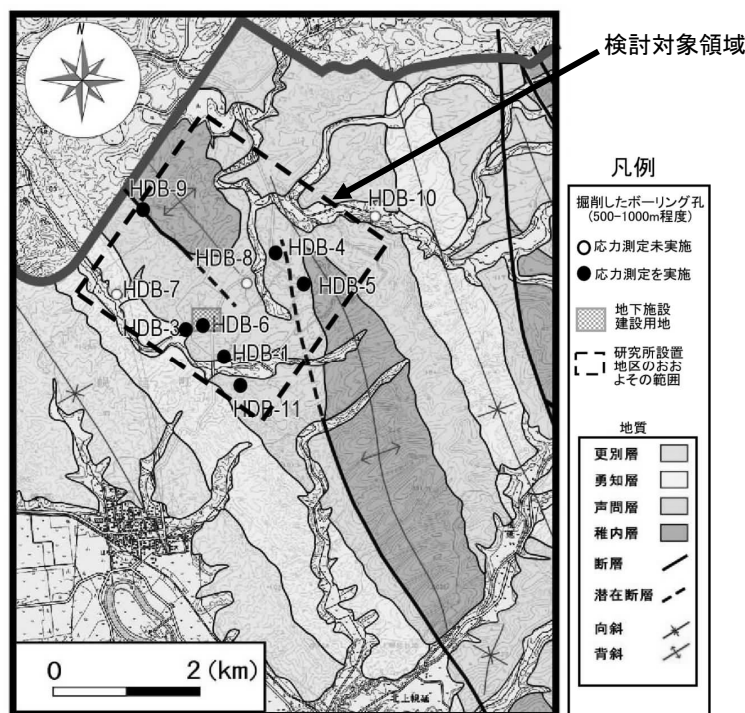 検討対象領域
N
HDB-9
HDB-10
HDB-8
HDB-4
HDB-7
HDB-5
HDB-3
HDB-6
HDB-1
HDB-11
0 2 (km)
北上幌延
凡例
掘削したボーリング孔
(500-1000m程度)
応力測定未実施
応力測定を実施
地下施設
建設用地
研究所設置
地区のおお
よその範囲
地質
更別層
勇知層
声問層
稚内層
断層
潜在断層
向斜
背斜